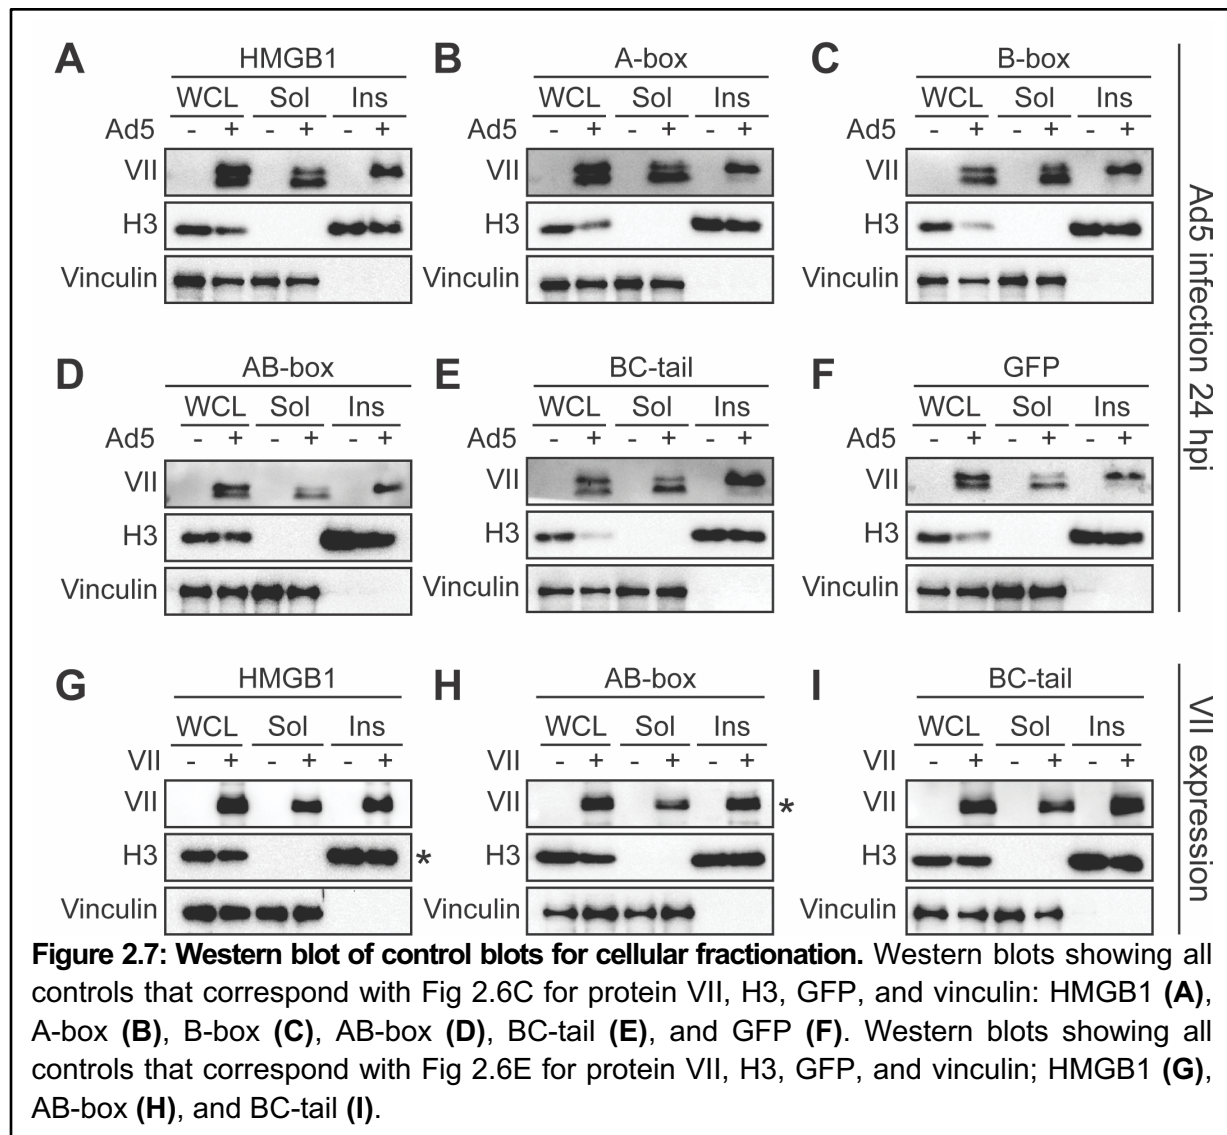 A HMGB1 B A-box C B-box
WCL Sol Ins WCL Sol Ins WCL Sol Ins
Ad5 - + - + - + Ad5 - + - + - + Ad5 - + - + - +
VII VII VII
H3 H3 H3
Vinculin Vinculin Vinculin
Ad5 infection 24 hpi
D AB-box E BC-tail F GFP
WCL Sol Ins WCL Sol Ins WCL Sol Ins
Ad5 - + - + - + Ad5 - + - + - + Ad5 - + - + - +
VII VII VII
H3 H3 H3
Vinculin Vinculin Vinculin
G HMGB1 H AB-box I BC-tail
WCL Sol Ins WCL Sol Ins WCL Sol Ins
VII - + - + - + VII - + - + - + VII - + - + - +
VII VII * VII
H3 * H3 H3
Vinculin Vinculin Vinculin
VII expression
Figure 2.7: Western blot of control blots for cellular fractionation. Western blots showing all
controls that correspond with Fig 2.6C for protein VII, H3, GFP, and vinculin: HMGB1 (A),
A-box (B), B-box (C), AB-box (D), BC-tail (E), and GFP (F). Western blots showing all
controls that correspond with Fig 2.6E for protein VII, H3, GFP, and vinculin; HMGB1 (G),
AB-box (H), and BC-tail (I).